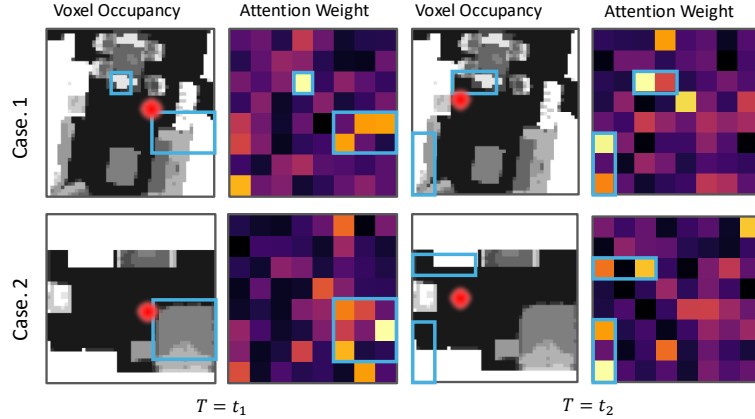 Voxel Occupancy Attention Weight Voxel Occupancy Attention Weight
Case. 1
Case. 2
T = t₁ T = t₂